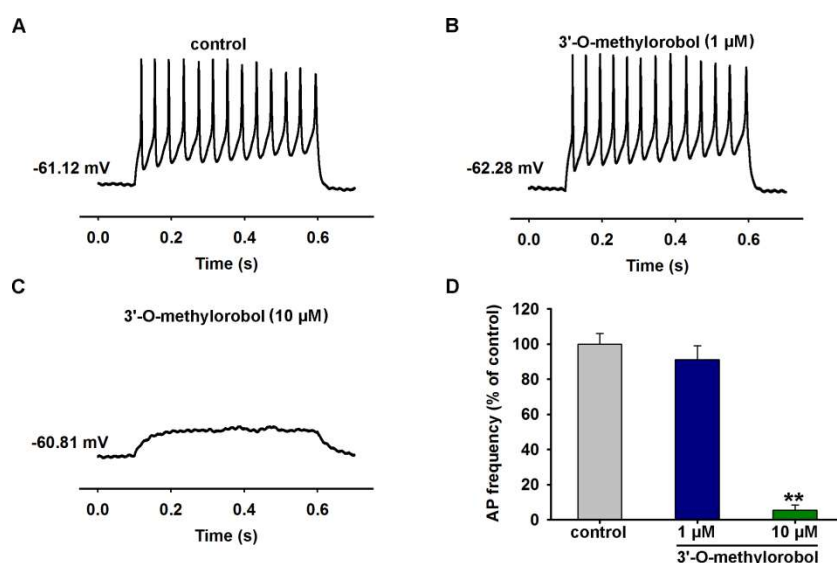 A
control
-61.12 mV
0.0 0.2 0.4 0.6
Time (s)
B
3'-O-methylorobol (1 µM)
-62.28 mV
0.0 0.2 0.4 0.6
Time (s)
C
3'-O-methylorobol (10 µM)
-60.81 mV
0.0 0.2 0.4 0.6
Time (s)
D
AP frequency (% of control)
120
100
80
60
40
20
0
**
control 1 µM 10 µM
3'-O-methylorobol